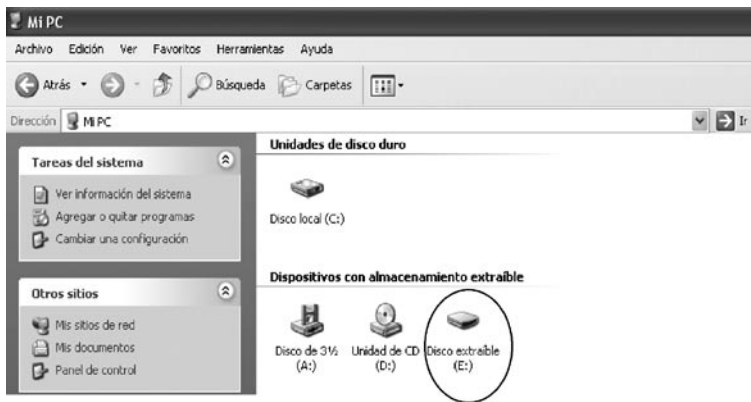 Mi PC
Archivo Edición Ver Favoritos Herramientas Ayuda
Atrás Búsqueda Carpetas
Dirección Mi PC Ir
Tareas del sistema
Ver información del sistema
Agregar o quitar programas
Cambiar una configuración
Otros sitios
Mis sitios de red
Mis documentos
Panel de control
Unidades de disco duro
Disco local (C:)
Dispositivos con almacenamiento extraíble
Disco de 3½ (A:)
Unidad de CD (D:)
Disco extraíble (E:)